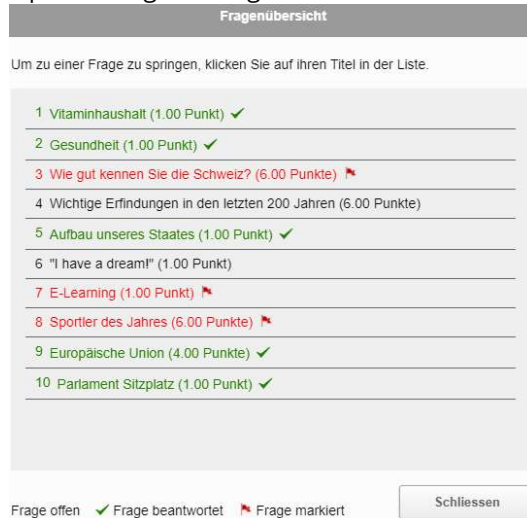 Fragenübersicht
Um zu einer Frage zu springen, klicken Sie auf ihren Titel in der Liste.
1 Vitaminhaushalt (1.00 Punkt) ✔
2 Gesundheit (1.00 Punkt) ✔
3 Wie gut kennen Sie die Schweiz? (6.00 Punkte)
4 Wichtige Erfindungen in den letzten 200 Jahren (6.00 Punkte)
5 Aufbau unseres Staates (1.00 Punkt) ✔
6 "I have a dream!" (1.00 Punkt)
7 E-Learning (1.00 Punkt)
8 Sportler des Jahres (6.00 Punkte)
9 Europäische Union (4.00 Punkte) ✔
10 Parlament Sitzplatz (1.00 Punkt) ✔
Schliessen
Frage offen ✔ Frage beantwortet Frage markiert